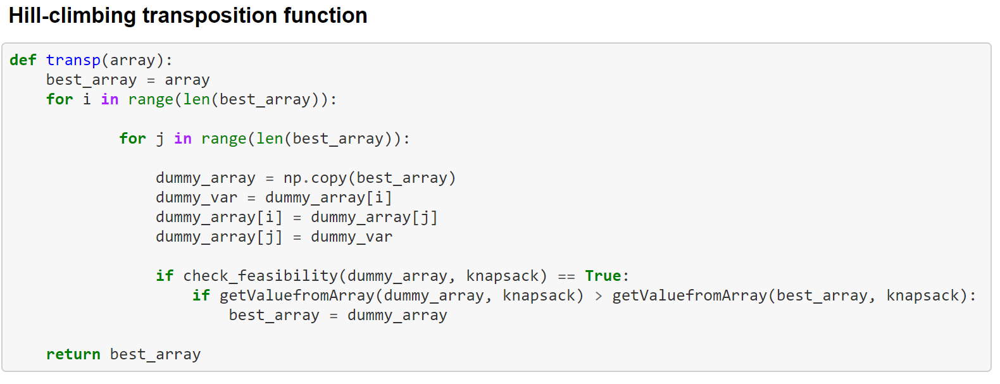 Hill-climbing transposition function
def transp(array):
    best_array = array
    for i in range(len(best_array)):
            for j in range(len(best_array)):
                dummy_array = np.copy(best_array)
                dummy_var = dummy_array[i]
                dummy_array[i] = dummy_array[j]
                dummy_array[j] = dummy_var
                if check_feasibility(dummy_array, knapsack) == True:
                    if getValuefromArray(dummy_array, knapsack) > getValuefromArray(best_array, knapsack):
                        best_array = dummy_array
    return best_array